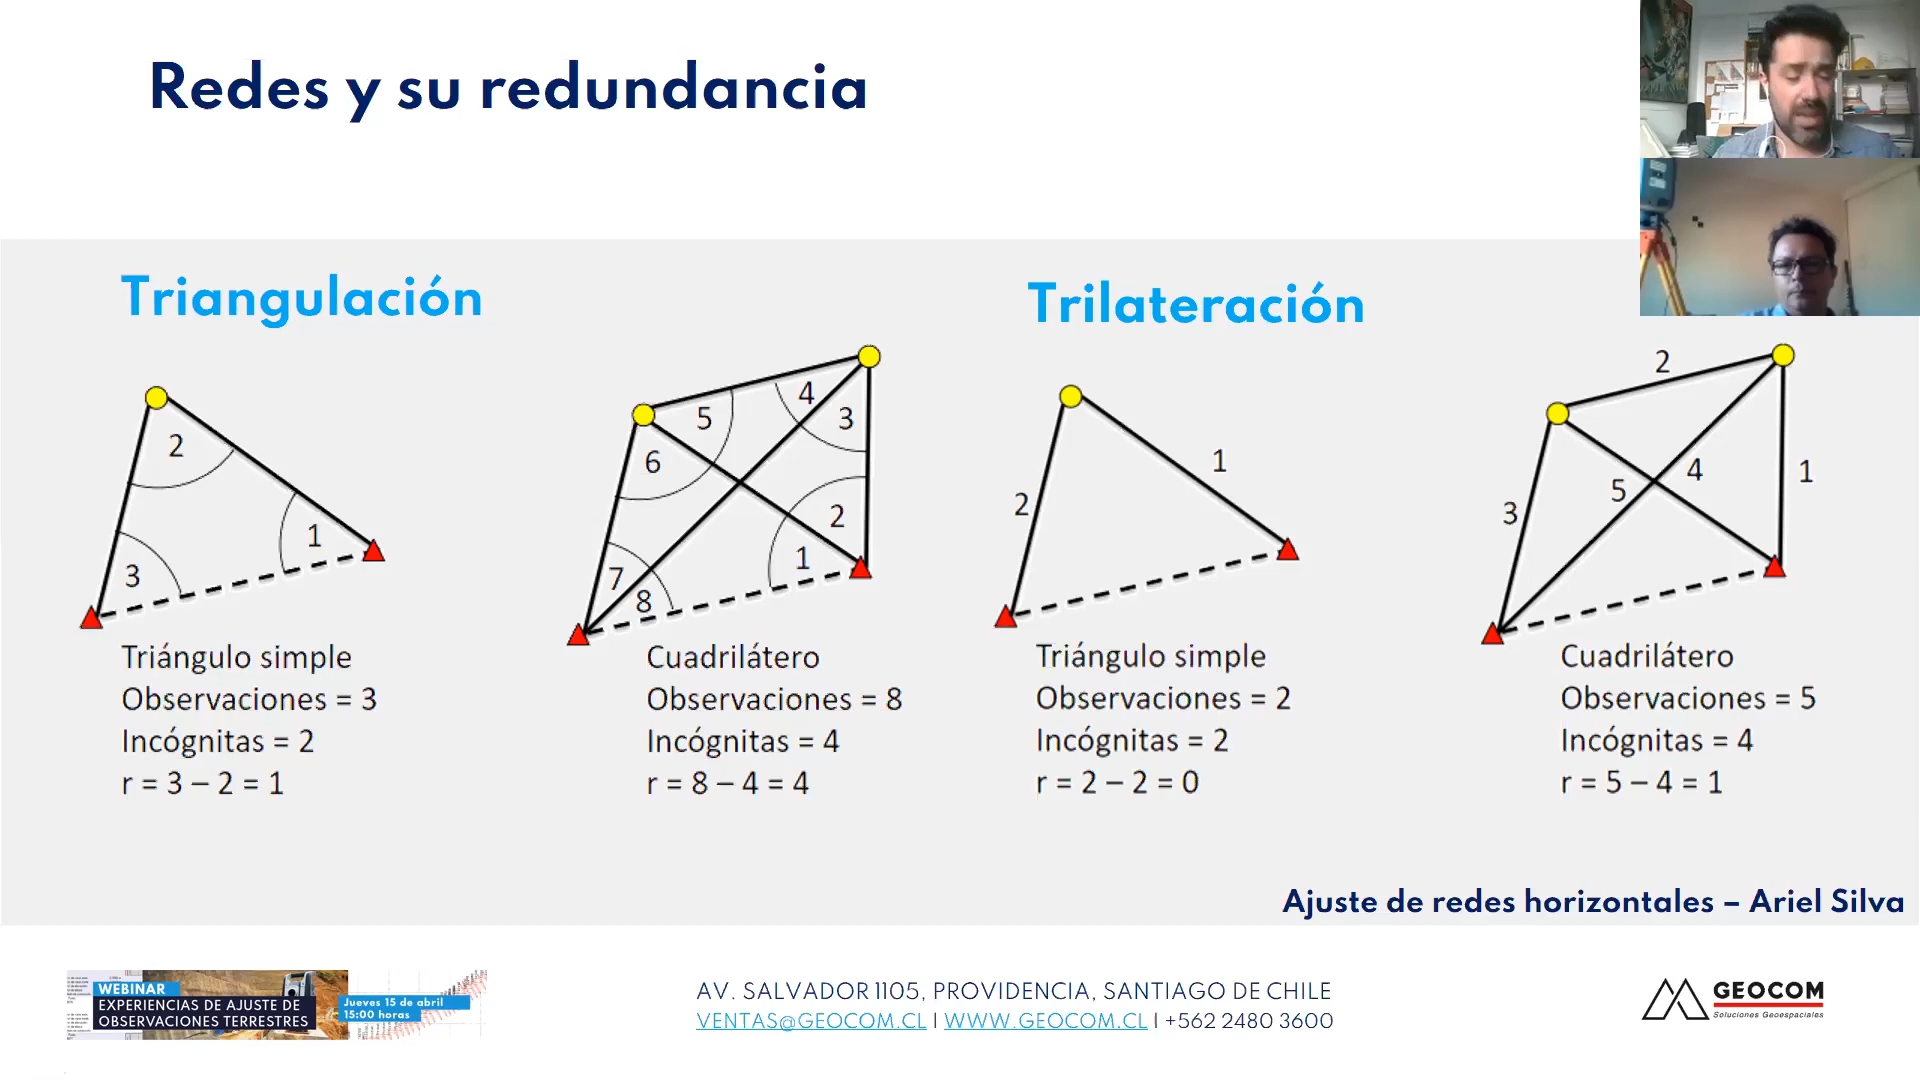 Redes y su redundancia
Triangulación
Trilateración
2
1
3
5
4
3
6
2
1
7
8
1
2
2
4
1
5
3
Triángulo simple
Observaciones = 3
Incógnitas = 2
r = 3 – 2 = 1
Cuadrilátero
Observaciones = 8
Incógnitas = 4
r = 8 – 4 = 4
Triángulo simple
Observaciones = 2
Incógnitas = 2
r = 2 – 2 = 0
Cuadrilátero
Observaciones = 5
Incógnitas = 4
r = 5 – 4 = 1
Ajuste de redes horizontales – Ariel Silva
WEBINAR
EXPERIENCIAS DE AJUSTE DE
OBSERVACIONES TERRESTRES
Jueves 15 de abril
15:00 horas
AV. SALVADOR 1105, PROVIDENCIA, SANTIAGO DE CHILE
VENTAS@GEOCOM.CL | WWW.GEOCOM.CL | +562 2480 3600
GEOCOM
Soluciones Geoespaciales